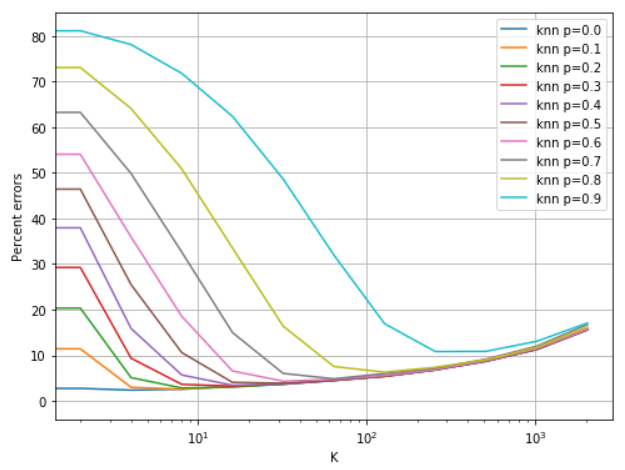 80
70
60
50
40
30
20
10
0
Percent errors
10¹
10²
10³
K
knn p=0.0
knn p=0.1
knn p=0.2
knn p=0.3
knn p=0.4
knn p=0.5
knn p=0.6
knn p=0.7
knn p=0.8
knn p=0.9